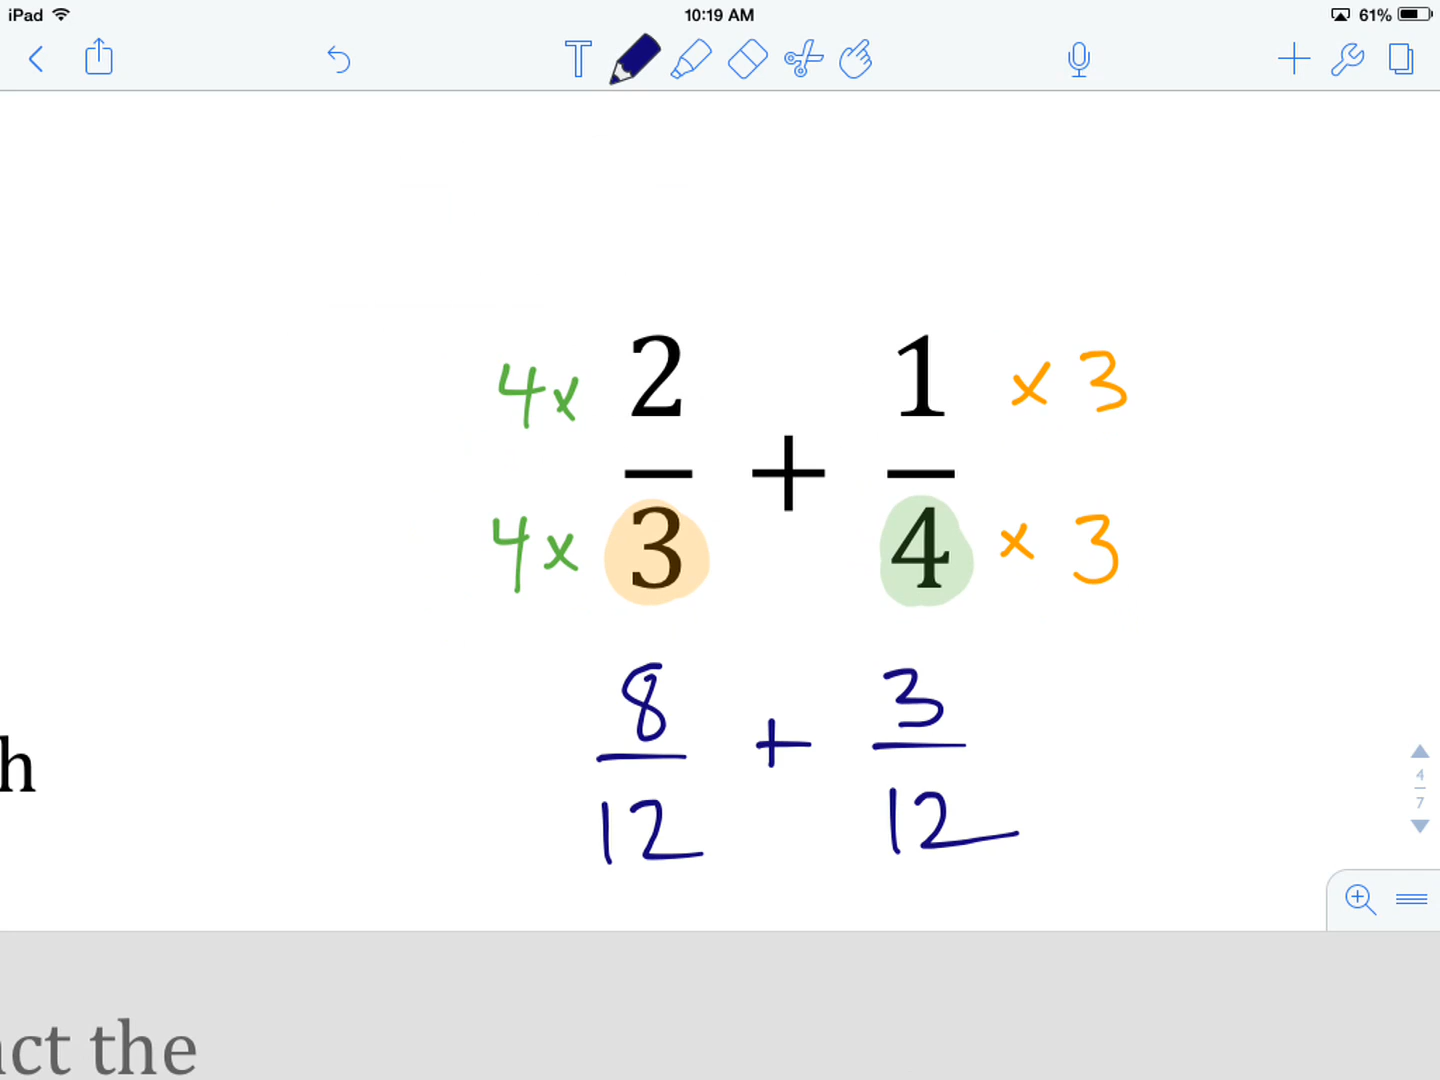 iPad 10:19 AM 61%
T
4x 2 1 x 3
+
4x 3 4 x 3
8 + 3
12 12
h
4
7
act the